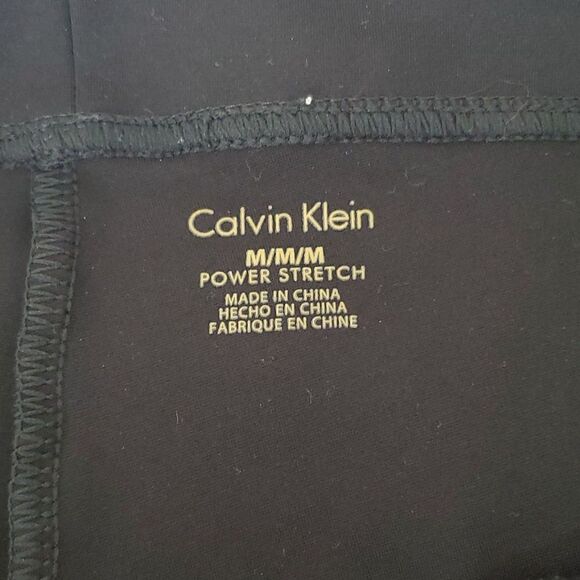 Calvin Klein
M/M/M
POWER STRETCH
MADE IN CHINA
HECHO EN CHINA
FABRIQUE EN CHINE